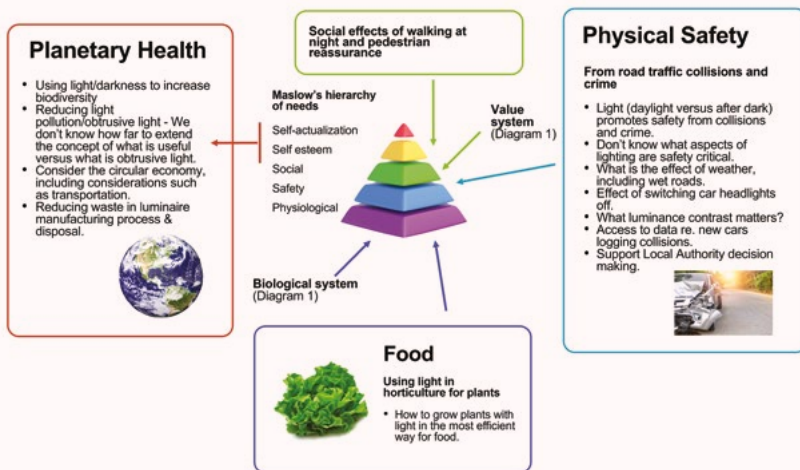 Planetary Health
• Using light/darkness to increase
biodiversity
• Reducing light
pollution/obtrusive light - We
don't know how far to extend
the concept of what is useful
versus what is obtrusive light.
• Consider the circular economy,
including considerations such
as transportation.
• Reducing waste in luminaire
manufacturing process &
disposal.
Social effects of walking at
night and pedestrian
reassurance
Maslow's hierarchy
of needs
Self-actualization
Self esteem
Social
Safety
Physiological
Value
system
(Diagram 1)
Biological system
(Diagram 1)
Physical Safety
From road traffic collisions and
crime
• Light (daylight versus after dark)
promotes safety from collisions
and crime.
• Don't know what aspects of
lighting are safety critical.
• What is the effect of weather,
including wet roads.
• Effect of switching car headlights
off.
• What luminance contrast matters?
• Access to data re. new cars
logging collisions.
• Support Local Authority decision
making.
Food
Using light in
horticulture for plants
• How to grow plants with
light in the most efficient
way for food.